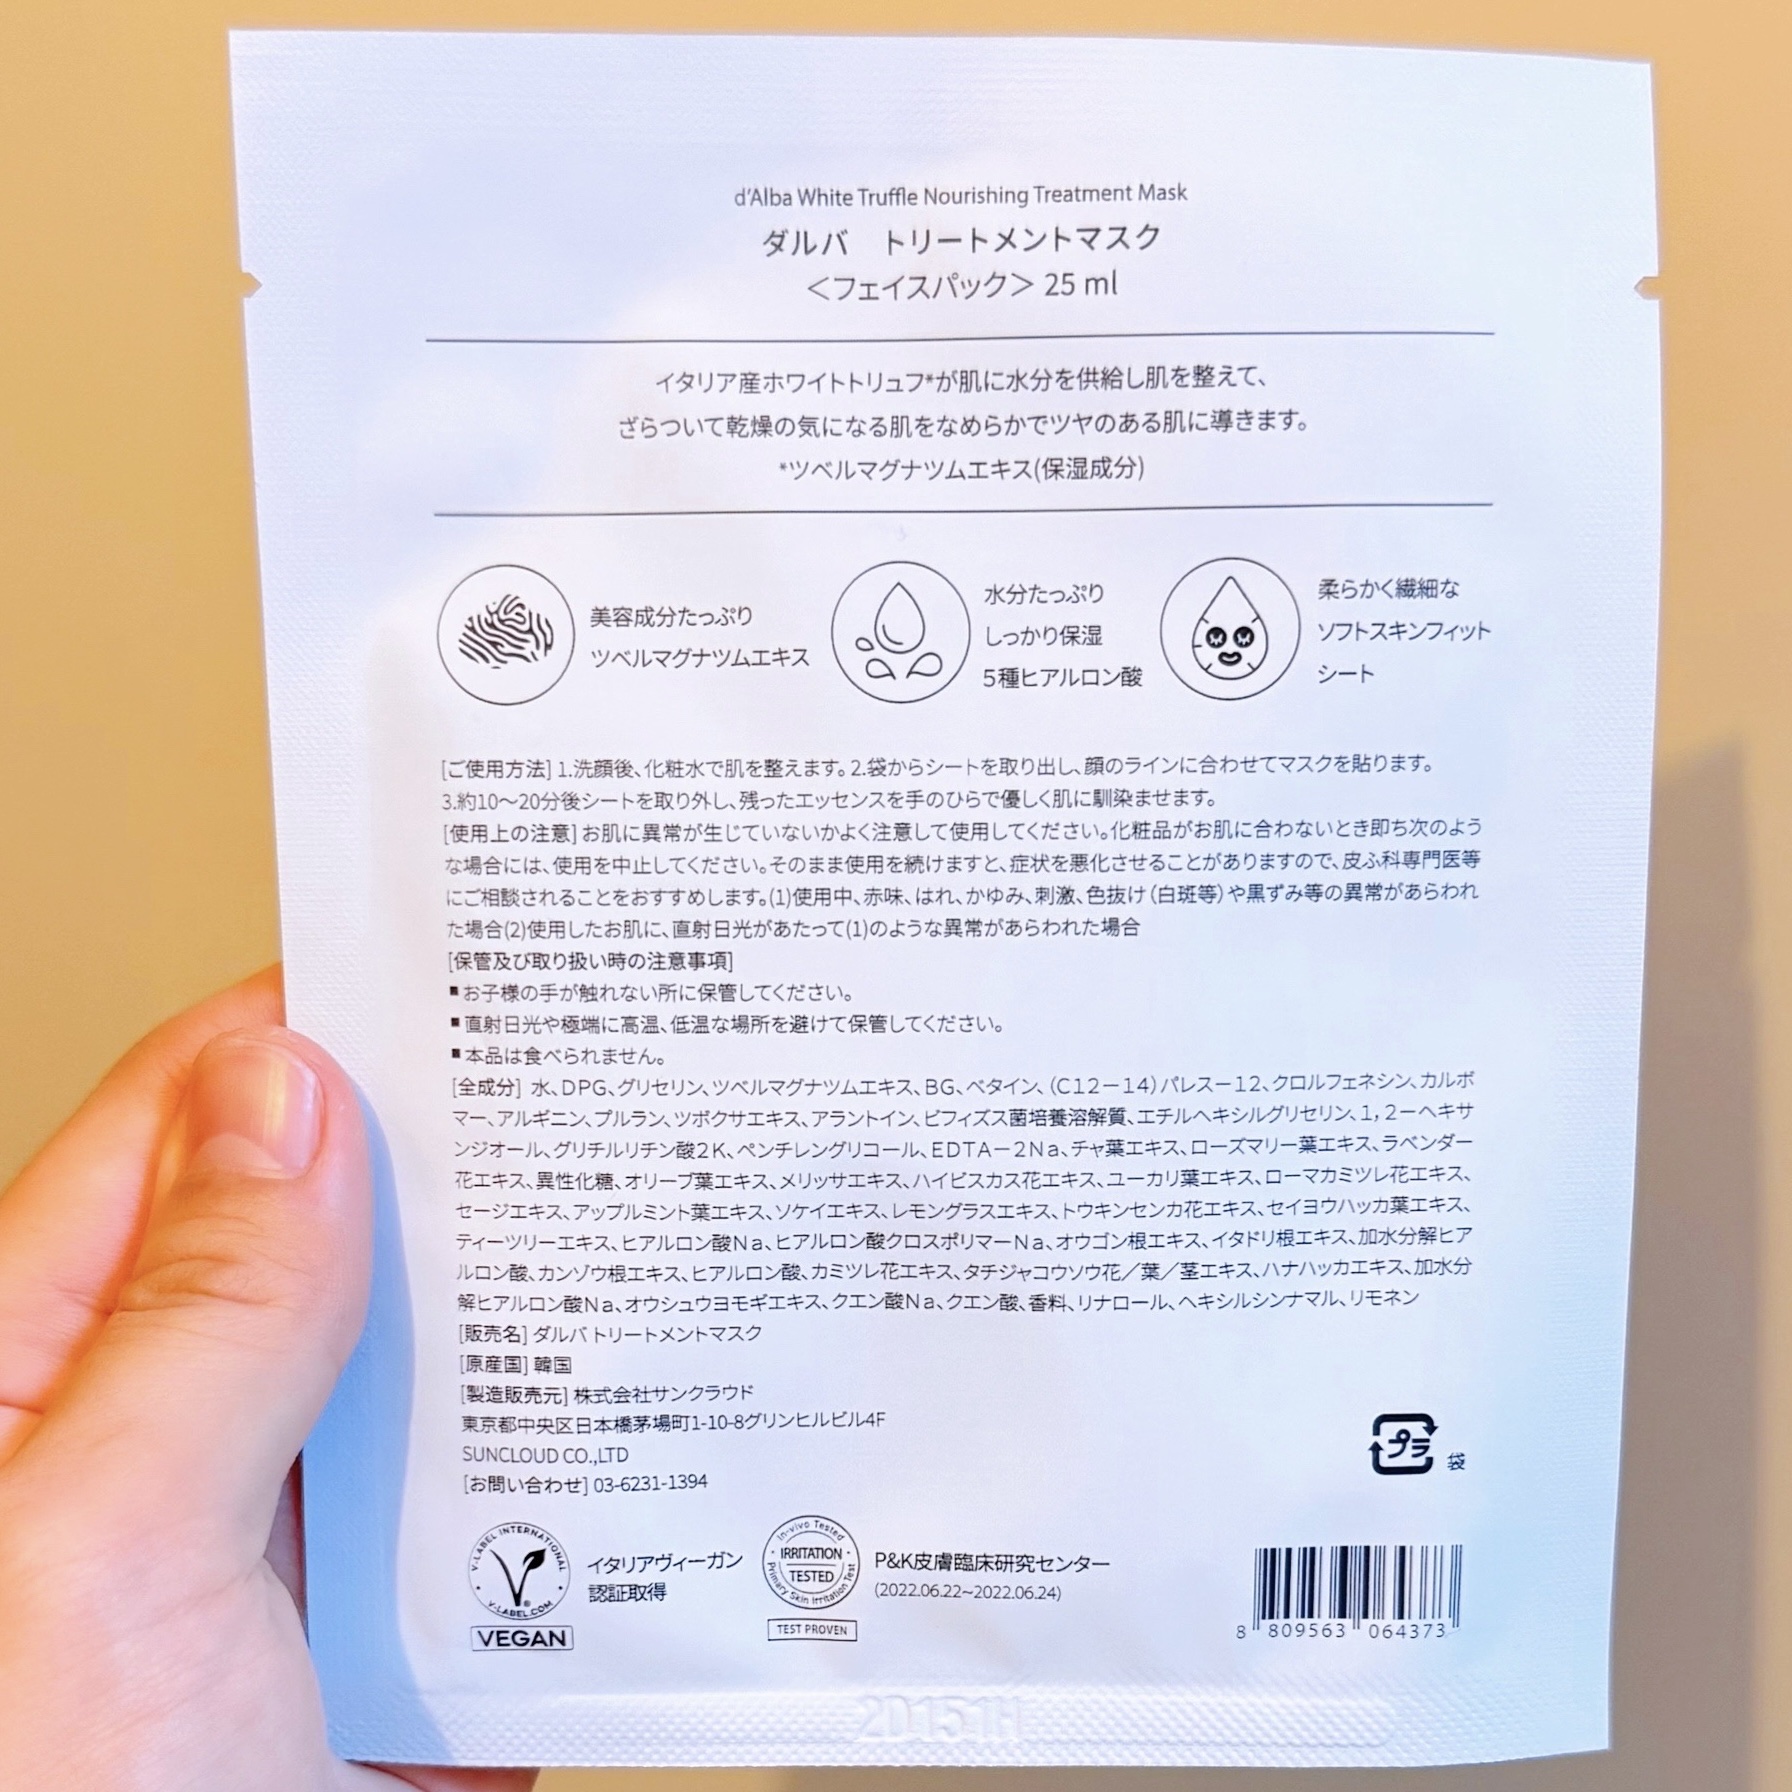 d'Alba White Truffle Nourishing Treatment Mask
ダルバ　トリートメントマスク
＜フェイスパック＞ 25 ml
イタリア産ホワイトトリュフ*が肌に水分を供給し肌を整えて、
ざらついて乾燥の気になる肌をなめらかでツヤのある肌に導きます。
*ツベルマグナツムエキス(保湿成分)
美容成分たっぷり
ツベルマグナツムエキス
水分たっぷり
しっかり保湿
5種ヒアルロン酸
柔らかく繊細な
ソフトスキンフィット
シート
[ご使用方法] 1.洗顔後、化粧水で肌を整えます。2.袋からシートを取り出し、顔のラインに合わせてマスクを貼ります。
3.約10〜20分後シートを取り外し、残ったエッセンスを手のひらで優しく肌に馴染ませます。
[使用上の注意] お肌に異常が生じていないかよく注意して使用してください。化粧品がお肌に合わないとき即ち次のよう
な場合には、使用を中止してください。そのまま使用を続けますと、症状を悪化させることがありますので、皮ふ科専門医等
にご相談されることをおすすめします。(1)使用中、赤味、はれ、かゆみ、刺激、色抜け（白斑等）や黒ずみ等の異常があらわれ
た場合(2)使用したお肌に、直射日光があたって(1)のような異常があらわれた場合
[保管及び取り扱い時の注意事項]
■お子様の手が触れない所に保管してください。
■直射日光や極端に高温、低温な場所を避けて保管してください。
■本品は食べられません。
[全成分] 水、DPG、グリセリン、ツベルマグナツムエキス、BG、ベタイン、（C12－14）パレス－12、クロルフェネシン、カルボ
マー、アルギニン、プルラン、ツボクサエキス、アラントイン、ビフィズス菌培養溶解質、エチルヘキシルグリセリン、1，2－ヘキサ
ンジオール、グリチルリチン酸2K、ペンチレングリコール、EDTA－2Na、チャ葉エキス、ローズマリー葉エキス、ラベンダー
花エキス、異性化糖、オリーブ葉エキス、メリッサエキス、ハイビスカス花エキス、ユーカリ葉エキス、ローマカミツレ花エキス、
セージエキス、アップルミント葉エキス、ソケイエキス、レモングラスエキス、トウキンセンカ花エキス、セイヨウハッカ葉エキス、
ティーツリーエキス、ヒアルロン酸Na、ヒアルロン酸クロスポリマーNa、オウゴン根エキス、イタドリ根エキス、加水分解ヒア
ルロン酸、カンゾウ根エキス、ヒアルロン酸、カミツレ花エキス、タチジャコウソウ花／葉／茎エキス、ハナハッカエキス、加水分
解ヒアルロン酸Na、オウシュウヨモギエキス、クエン酸Na、クエン酸、香料、リナロール、ヘキシルシンナマル、リモネン
[販売名] ダルバトリートメントマスク
[原産国] 韓国
[製造販売元] 株式会社サンクラウド
東京都中央区日本橋茅場町1-10-8グリンヒルビル4F
SUNCLOUD CO.,LTD
[お問い合わせ] 03-6231-1394
プラ
袋
V-LABEL INTERNATIONAL
V-LABEL.COM
VEGAN
イタリアヴィーガン
認証取得
In-vivo Tested
IRRITATION
TESTED
Primary Skin Irritation Test
TEST PROVEN
P&K皮膚臨床研究センター
(2022.06.22~2022.06.24)
8 809563 064373
2D151H